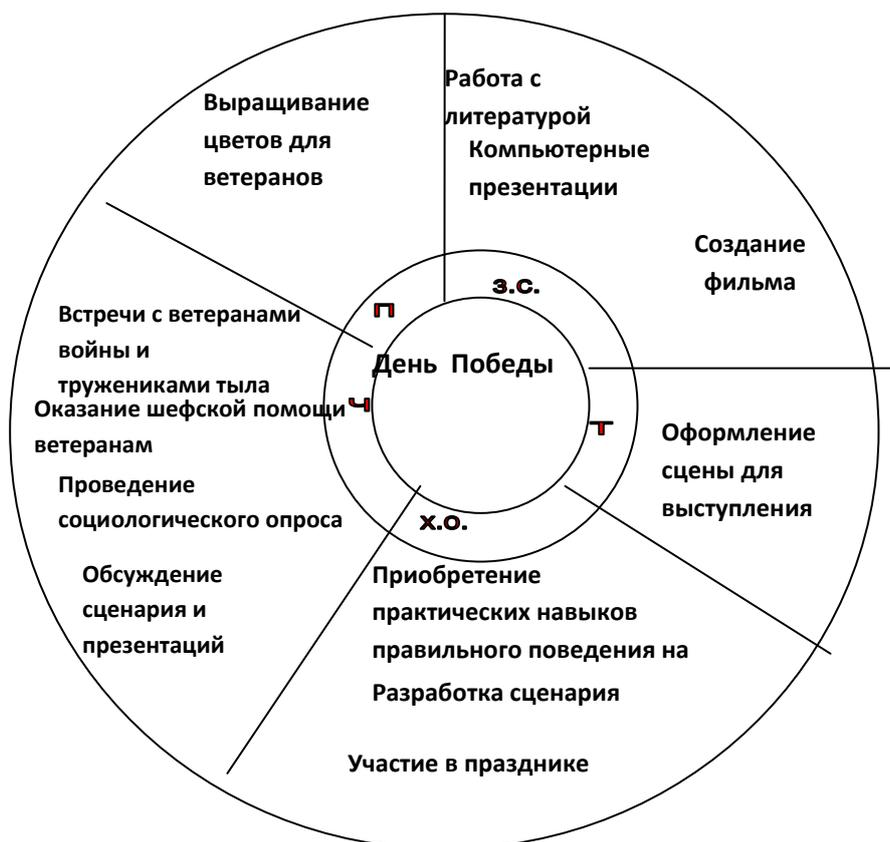 Выращивание
цветов для
ветеранов
Работа с
литературой
Компьютерные
презентации
Создание
фильма
З.С.
П
День Победы
Ч
Т
Х.О.
Встречи с ветеранами
войны и
тружениками тыла
Оказание шефской помощи
ветеранам
Проведение
социологического опроса
Обсуждение
сценария и
презентаций
Оформление
сцены для
выступления
Приобретение
практических навыков
правильного поведения на
Разработка сценария
Участие в празднике